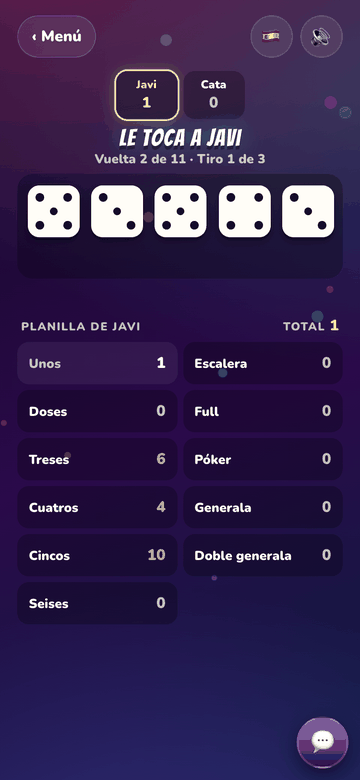 ‹ Menú
Javi
1
Cata
0
LE TOCA A JAVI
Vuelta 2 de 11 · Tiro 1 de 3
PLANILLA DE JAVI
TOTAL 1
Unos 1
Escalera 0
Doses 0
Full 0
Treses 6
Póker 0
Cuatros 4
Generala 0
Cincos 10
Doble generala 0
Seises 0